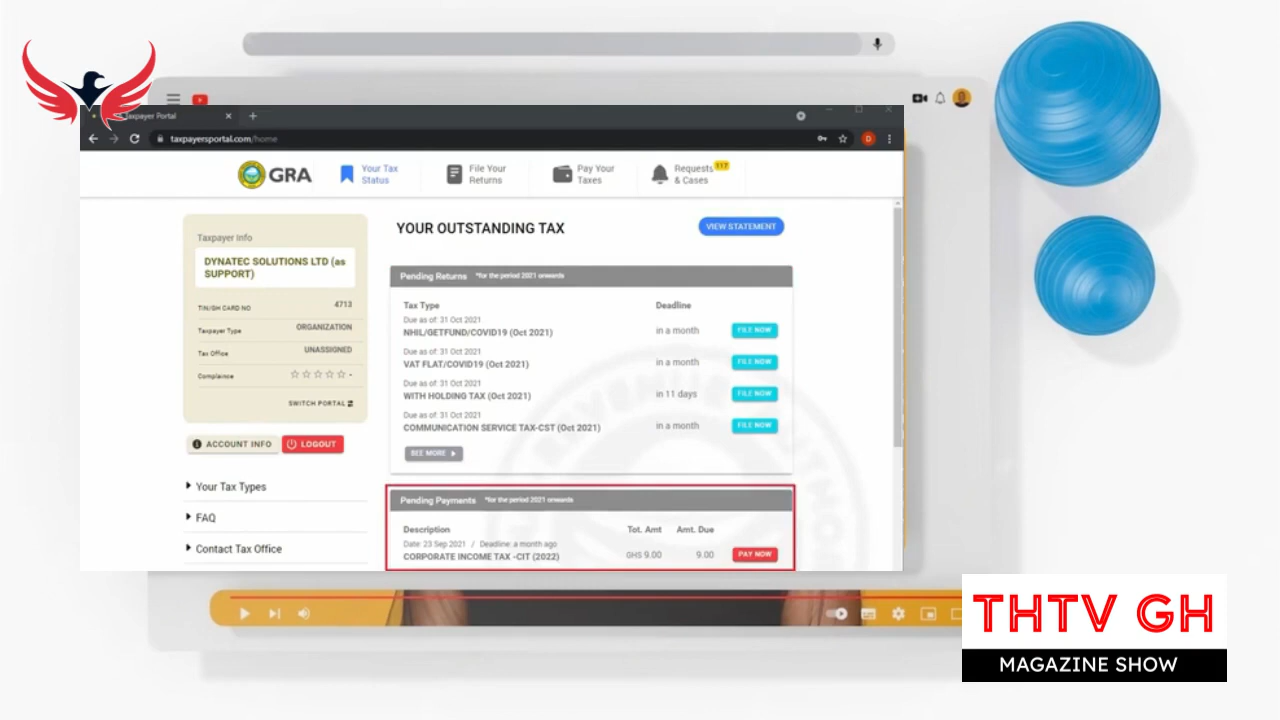 Taxpayer Portal
taxpayersportal.com/home
GRA
Your Tax
Status
File Your
Returns
Pay Your
Taxes
Requests
& Cases
117
Taxpayer Info
DYNATEC SOLUTIONS LTD (as
SUPPORT)
TIN/GH CARD NO 4713
Taxpayer Type ORGANIZATION
Tax Office UNASSIGNED
Compliance
SWITCH PORTAL
ACCOUNT INFO LOGOUT
Your Tax Types
FAQ
Contact Tax Office
YOUR OUTSTANDING TAX
VIEW STATEMENT
Pending Returns *for the period 2021 onwards
Tax Type Deadline
Due as of: 31 Oct 2021
NHIL/GETFUND/COVID19 (Oct 2021) in a month FILE NOW
Due as of: 31 Oct 2021
VAT FLAT/COVID19 (Oct 2021) in a month FILE NOW
Due as of: 31 Oct 2021
WITH HOLDING TAX (Oct 2021) in 11 days FILE NOW
Due as of: 31 Oct 2021
COMMUNICATION SERVICE TAX-CST (Oct 2021) in a month FILE NOW
SEE MORE
Pending Payments *for the period 2021 onwards
Description Tot. Amt Amt. Due
Date: 23 Sep 2021 / Deadline: a month ago
CORPORATE INCOME TAX -CIT (2022) GHS 9.00 9.00 PAY NOW
THTV GH
MAGAZINE SHOW